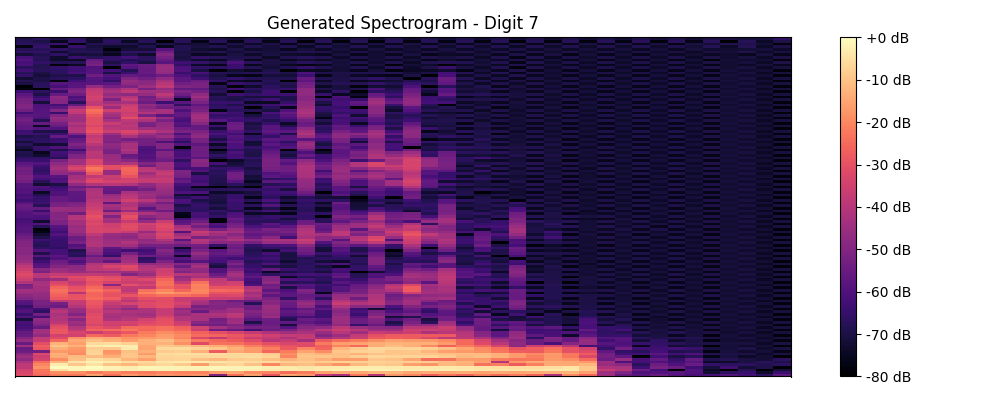 Generated Spectrogram - Digit 7
+0 dB
-10 dB
-20 dB
-30 dB
-40 dB
-50 dB
-60 dB
-70 dB
-80 dB